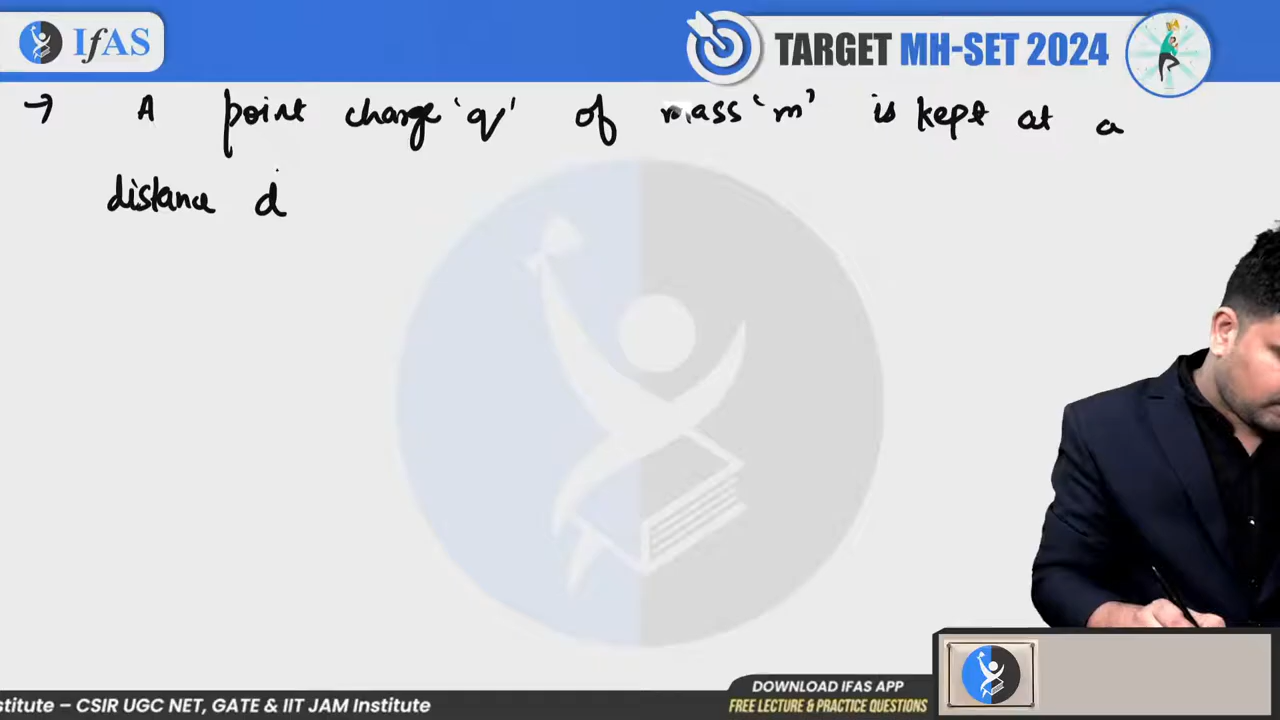 IfAS
TARGET MH-SET 2024
→ A point charge 'q' of mass 'm' is kept at a
distance d
DOWNLOAD IFAS APP
FREE LECTURE & PRACTICE QUESTIONS
stitute – CSIR UGC NET, GATE & IIT JAM Institute